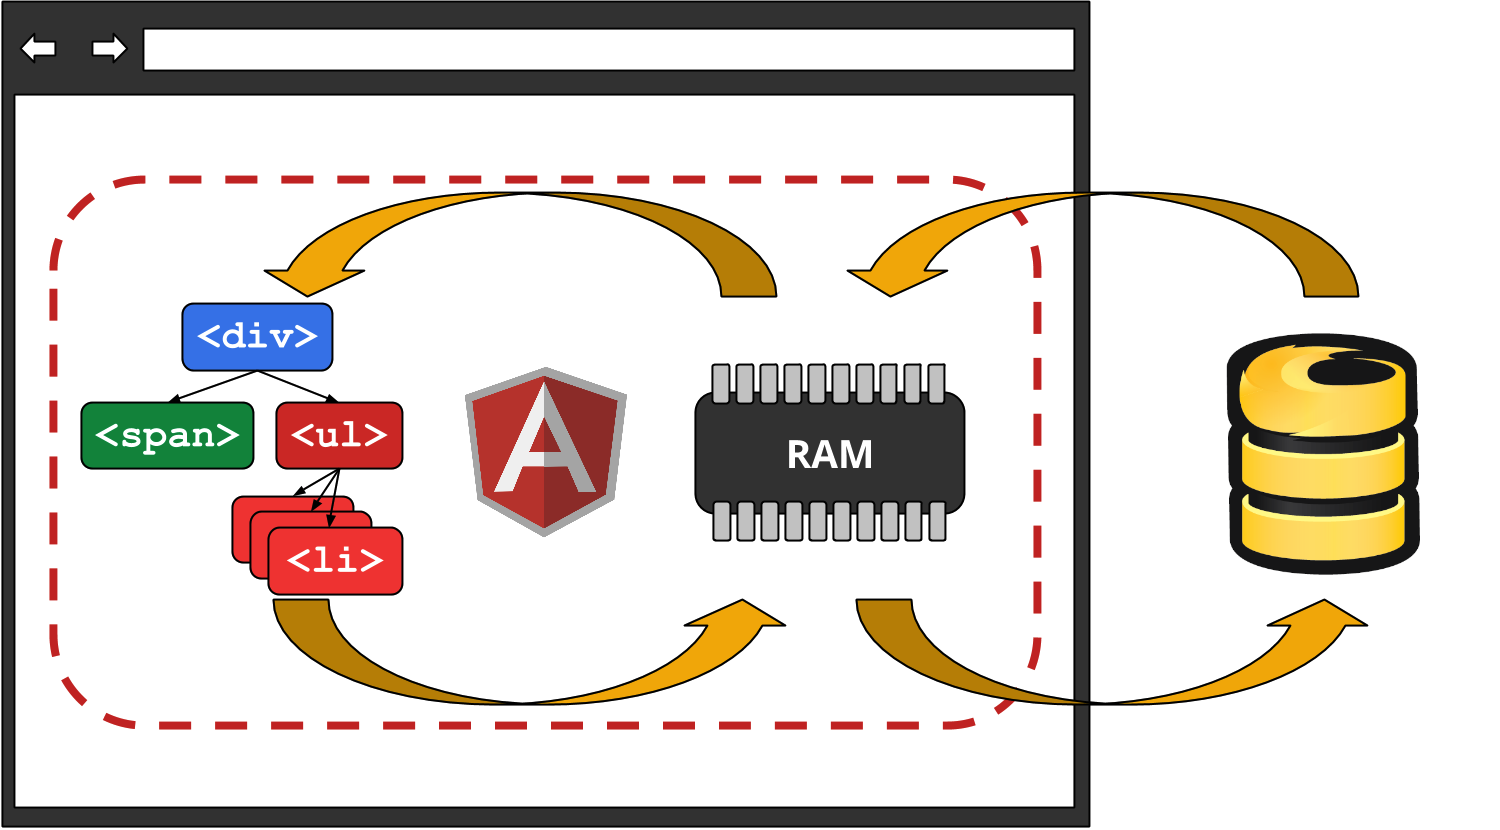 <div>
<span>
<ul>
RAM
<li>